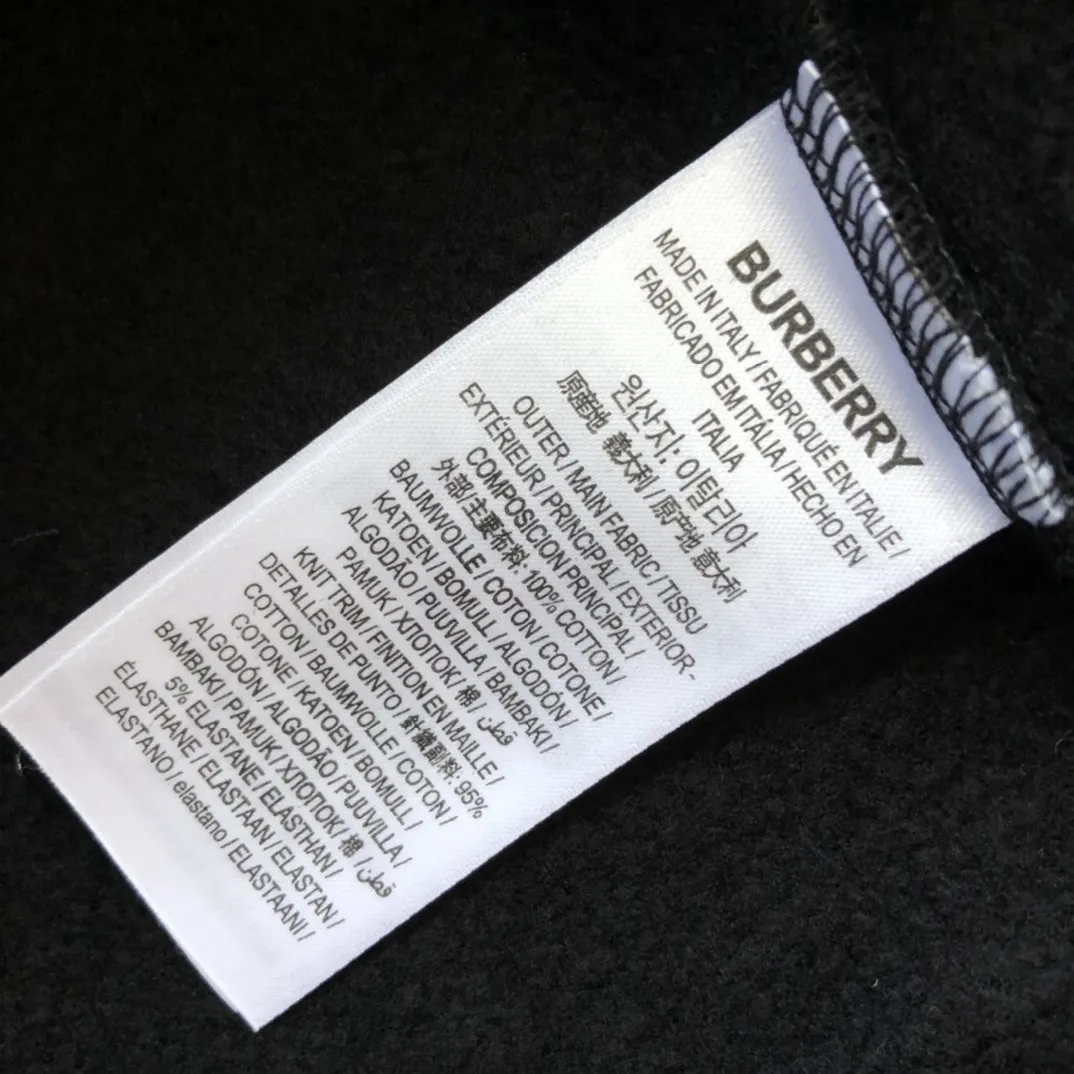 BURBERRY
MADE IN ITALY / FABRIQUÉ EN ITALIE /
FABRICADO EM ITÁLIA / HECHO EN
ITALIA
원산지: 이탈리아
原産地 義大利 / 原产地 意大利
OUTER / MAIN FABRIC / TISSU
EXTÉRIEUR / PRINCIPAL / EXTERIOR -
COMPOSICION PRINCIPAL /
外部/主要布料: 100% COTTON /
BAUMWOLLE / COTON / COTONE /
KATOEN / BOMULL / ALGODÓN /
ALGODÃO / PUUVILLA / BAMBAKI /
PAMUK / ХЛОПОК / 棉 / قطن
KNIT TRIM / FINITION EN MAILLE /
DETALLES DE PUNTO / 針織副料: 95%
COTTON / BAUMWOLLE / COTON /
COTONE / KATOEN / BOMULL /
ALGODÓN / ALGODÃO / PUUVILLA /
BAMBAKI / PAMUK / ХЛОПОК / 棉 / قطن
5% ELASTANE / ELASTHAN /
ÉLASTHANE / ELASTAAN / ELASTAN /
ELASTANO / elastano / ELASTAANI /